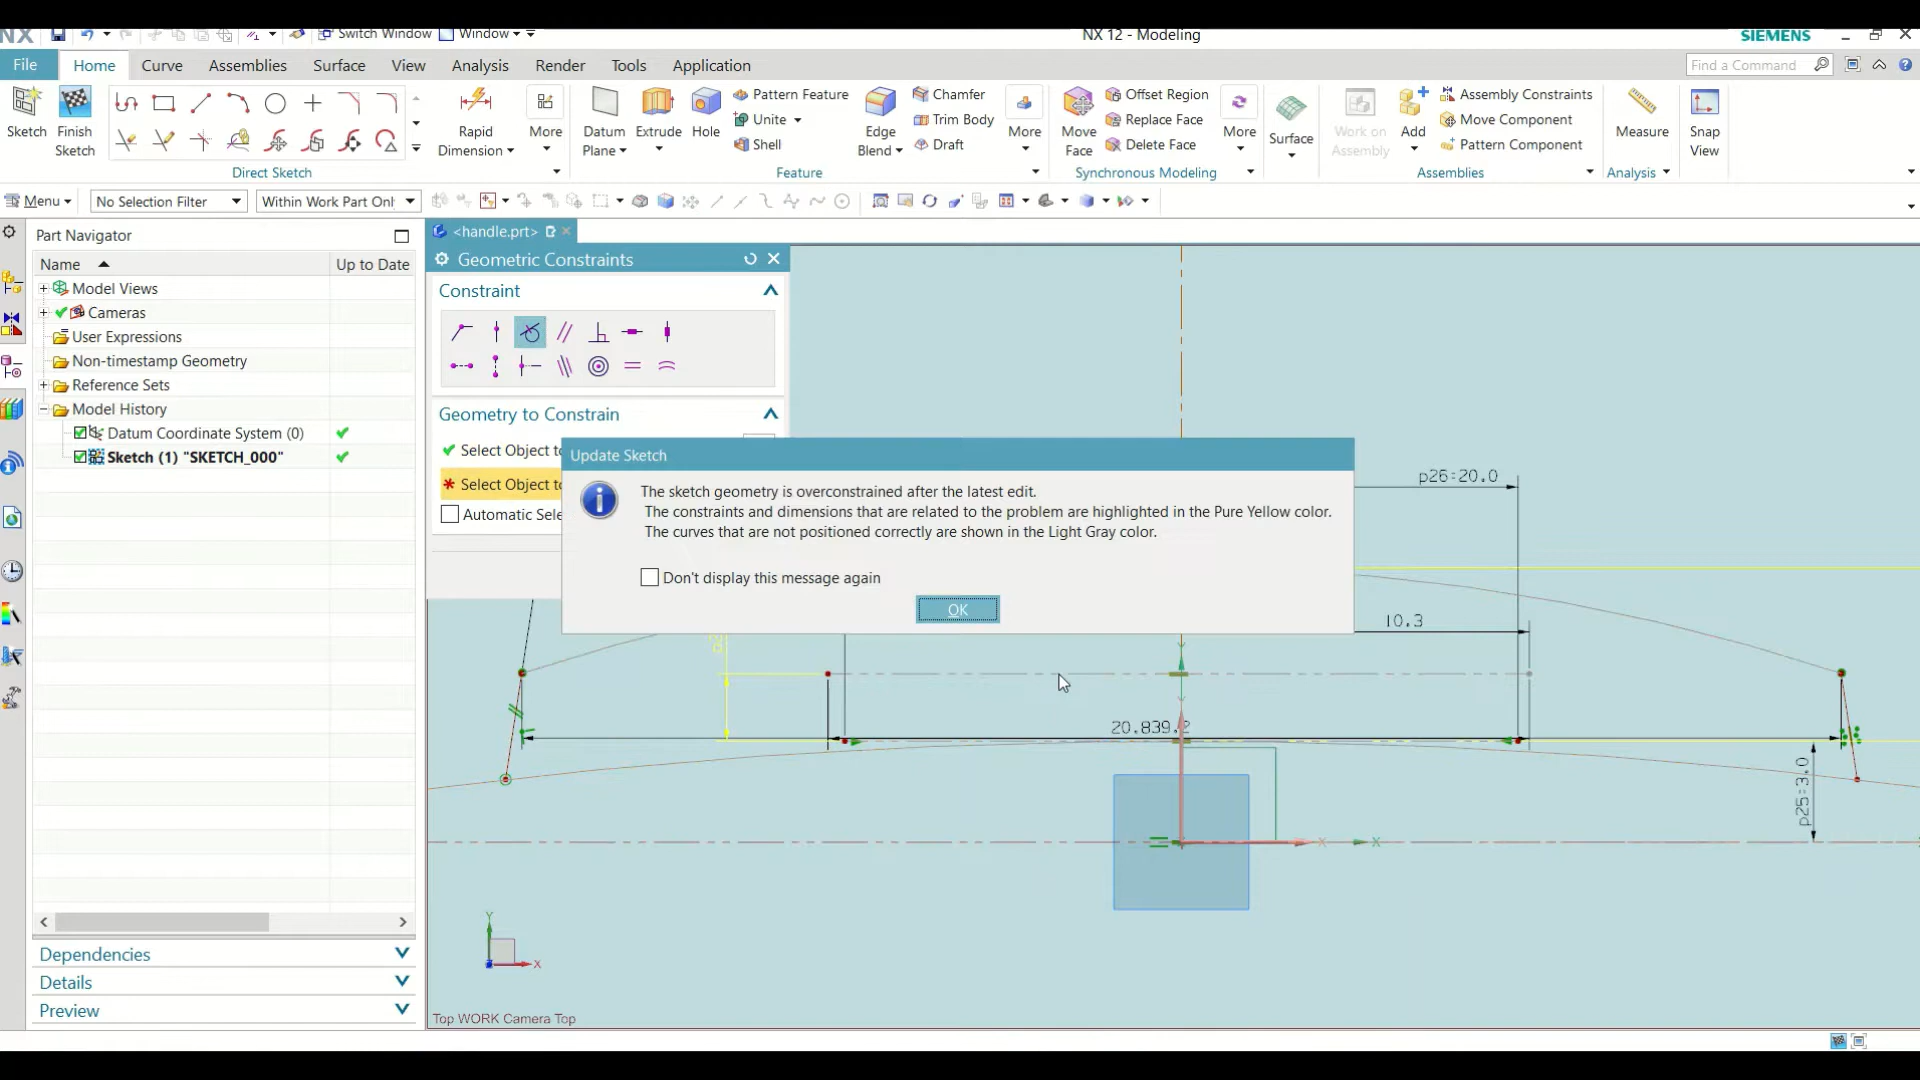 NX
Switch Window
Window
NX 12 - Modeling
SIEMENS
File
Home
Curve
Assemblies
Surface
View
Analysis
Render
Tools
Application
Find a Command
Sketch
Finish
Sketch
Direct Sketch
Rapid
Dimension
More
Datum
Plane
Extrude
Hole
Pattern Feature
Unite
Shell
Edge
Blend
Chamfer
Trim Body
Draft
More
Feature
Move
Face
Offset Region
Replace Face
Delete Face
More
Synchronous Modeling
Surface
Work on
Assembly
Add
Assembly Constraints
Move Component
Pattern Component
Assemblies
Measure
Analysis
Snap
View
Menu
No Selection Filter
Within Work Part Onl
Part Navigator
Name
Up to Date
Model Views
Cameras
User Expressions
Non-timestamp Geometry
Reference Sets
Model History
Datum Coordinate System (0)
Sketch (1) "SKETCH_000"
Dependencies
Details
Preview
<handle.prt>
Geometric Constraints
Constraint
Geometry to Constrain
Select Object to
Select Object to
Automatic Sele
Update Sketch
The sketch geometry is overconstrained after the latest edit.
The constraints and dimensions that are related to the problem are highlighted in the Pure Yellow color.
The curves that are not positioned correctly are shown in the Light Gray color.
Don't display this message again
OK
p26:20.0
10.3
20.839.2
p25:3.0
X
X
Y
X
Top WORK Camera Top